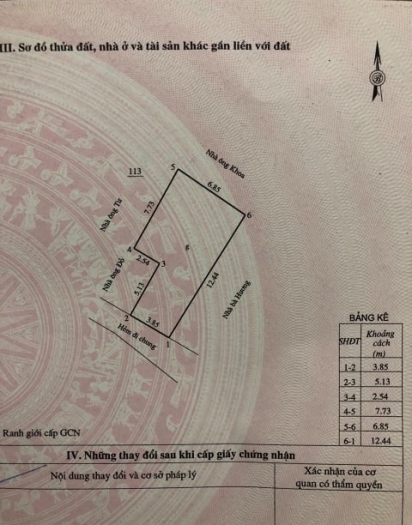 III. Sơ đồ thửa đất, nhà ở và tài sản khác gắn liền với đất
113
5
Nhà ông Khoa
6.85
6
Nhà ông Tư
7.73
4
2.54
3
8
Nhà ông Độ
5.13
12.44
Nhà bà Hương
2
3.85
1
Hẻm đi chung
BẢNG KÊ
SHĐT Khoảng cách (m)
1-2 3.85
2-3 5.13
3-4 2.54
4-5 7.73
5-6 6.85
6-1 12.44
Ranh giới cấp GCN
IV. Những thay đổi sau khi cấp giấy chứng nhận
Nội dung thay đổi và cơ sở pháp lý
Xác nhận của cơ
quan có thẩm quyền